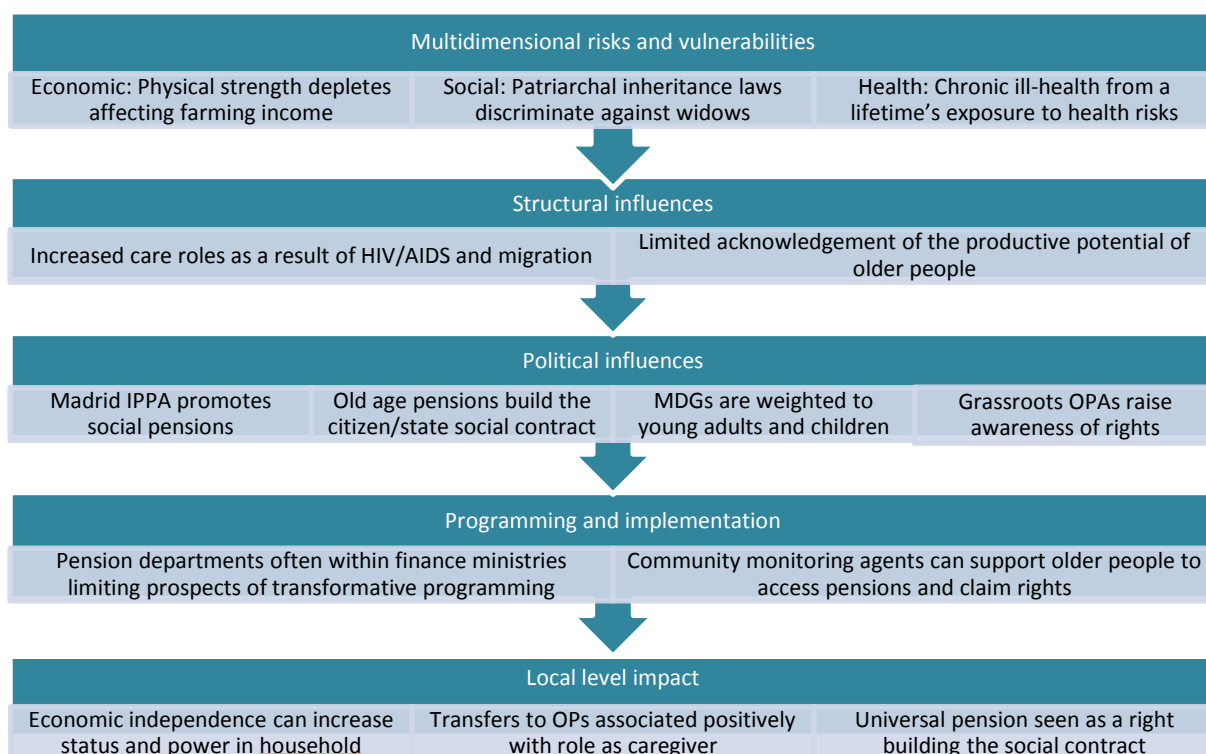 Multidimensional risks and vulnerabilities
Economic: Physical strength depletes
affecting farming income
Social: Patriarchal inheritance laws
discriminate against widows
Health: Chronic ill-health from a
lifetime's exposure to health risks
Structural influences
Increased care roles as a result of HIV/AIDS and migration
Limited acknowledgement of the productive potential of
older people
Political influences
Madrid IPPA promotes
social pensions
Old age pensions build the
citizen/state social contract
MDGs are weighted to
young adults and children
Grassroots OPAs raise
awareness of rights
Programming and implementation
Pension departments often within finance ministries
limiting prospects of transformative programming
Community monitoring agents can support older people to
access pensions and claim rights
Local level impact
Economic independence can increase
status and power in household
Transfers to OPs associated positively
with role as caregiver
Universal pension seen as a right
building the social contract